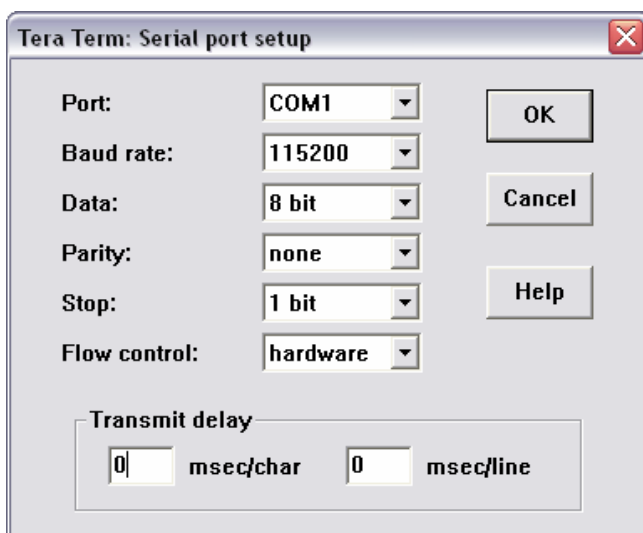 Tera Term: Serial port setup
Port: COM1 OK
Baud rate: 115200
Data: 8 bit Cancel
Parity: none
Stop: 1 bit Help
Flow control: hardware
Transmit delay
0 msec/char 0 msec/line